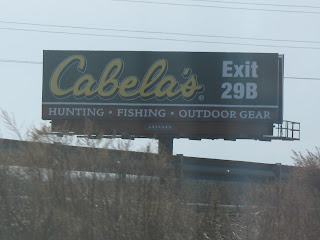 Cabela's®
Exit
29B
HUNTING • FISHING • OUTDOOR GEAR